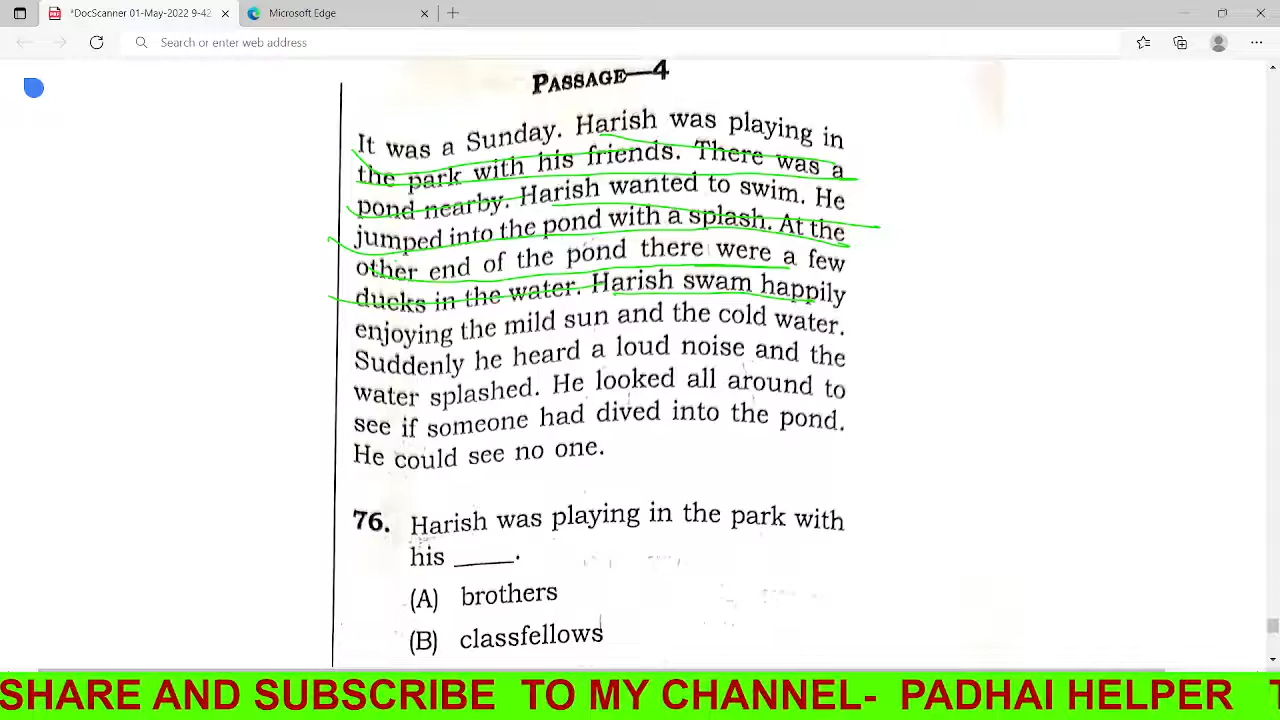 *DocScanner 01-May-2022 9-42
Microsoft Edge
Search or enter web address
PASSAGE—4
It was a Sunday. Harish was playing in
the park with his friends. There was a
pond nearby. Harish wanted to swim. He
jumped into the pond with a splash. At the
other end of the pond there were a few
ducks in the water. Harish swam happily
enjoying the mild sun and the cold water.
Suddenly he heard a loud noise and the
water splashed. He looked all around to
see if someone had dived into the pond.
He could see no one.
76. Harish was playing in the park with
his _____.
(A) brothers
(B) classfellows
SHARE AND SUBSCRIBE TO MY CHANNEL- PADHAI HELPER